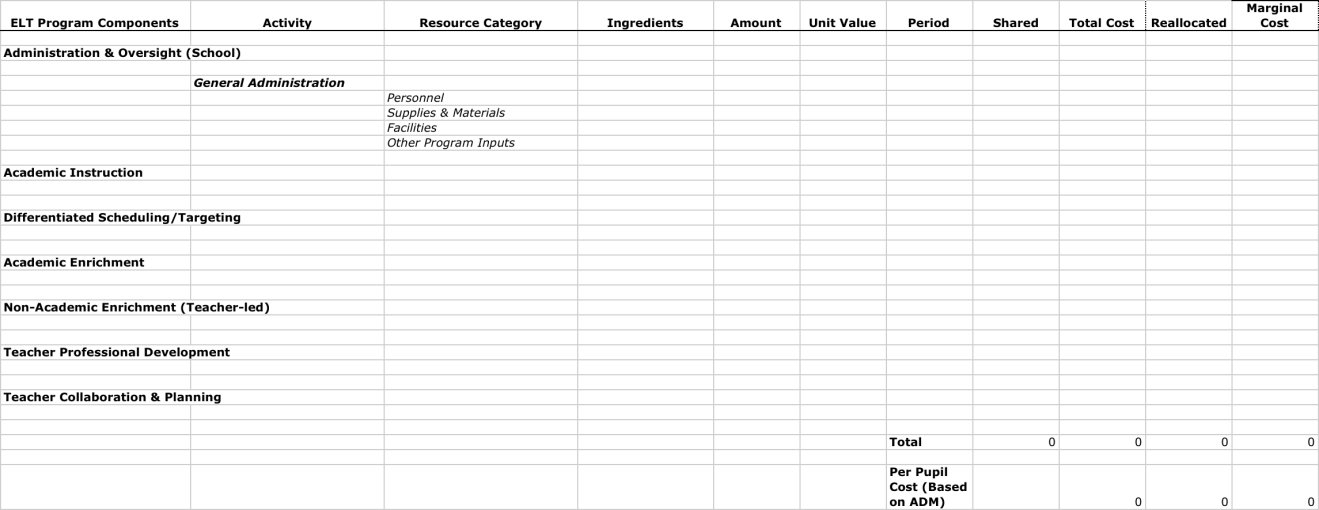 ELT Program Components Activity Resource Category Ingredients Amount Unit Value Period Shared Total Cost Reallocated Marginal Cost
Administration & Oversight (School)
General Administration
Personnel
Supplies & Materials
Facilities
Other Program Inputs
Academic Instruction
Differentiated Scheduling/Targeting
Academic Enrichment
Non-Academic Enrichment (Teacher-led)
Teacher Professional Development
Teacher Collaboration & Planning
Total 0 0 0 0
Per Pupil
Cost (Based
on ADM) 0 0 0